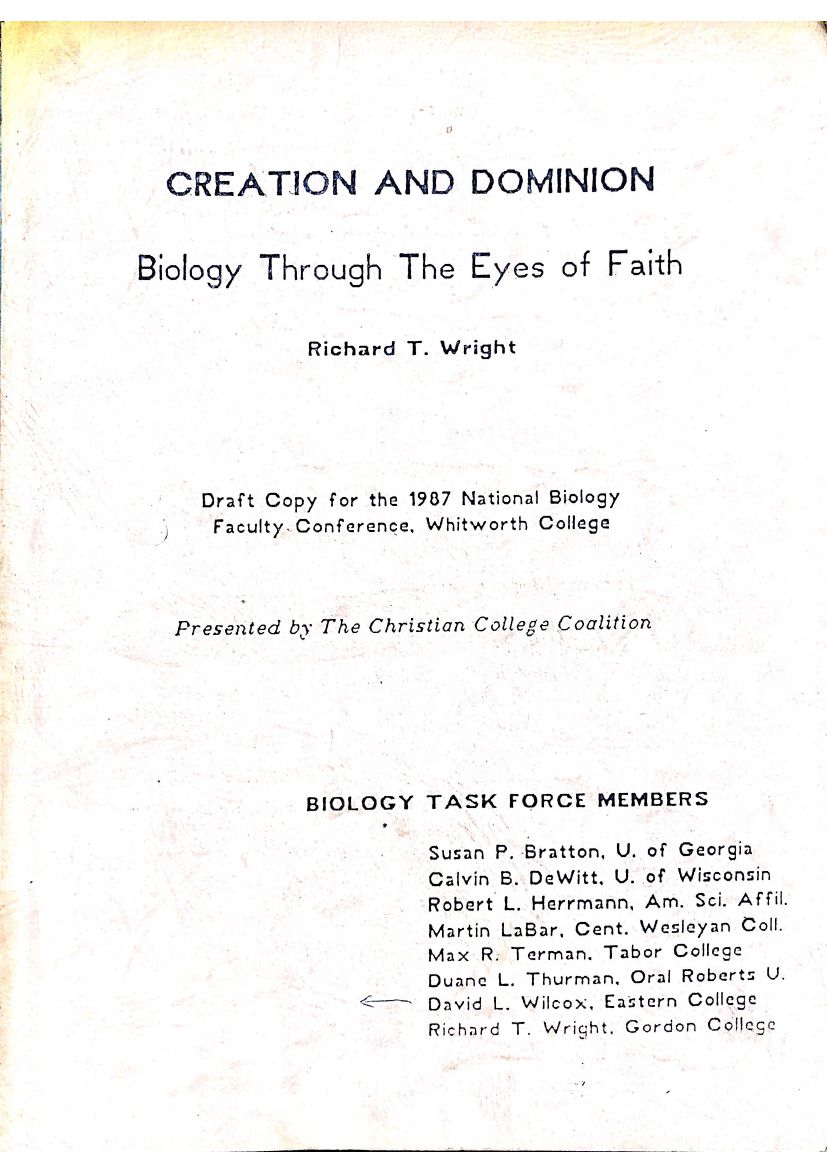 CREATION AND DOMINION
Biology Through The Eyes of Faith
Richard T. Wright
Draft Copy for the 1987 National Biology
Faculty Conference, Whitworth College
Presented by The Christian College Coalition
BIOLOGY TASK FORCE MEMBERS
Susan P. Bratton, U. of Georgia
Calvin B. DeWitt, U. of Wisconsin
Robert L. Herrmann, Am. Sci. Affil.
Martin LaBar, Cent. Wesleyan Coll.
Max R. Terman, Tabor College
Duane L. Thurman, Oral Roberts U.
David L. Wilcox, Eastern College
Richard T. Wright, Gordon College